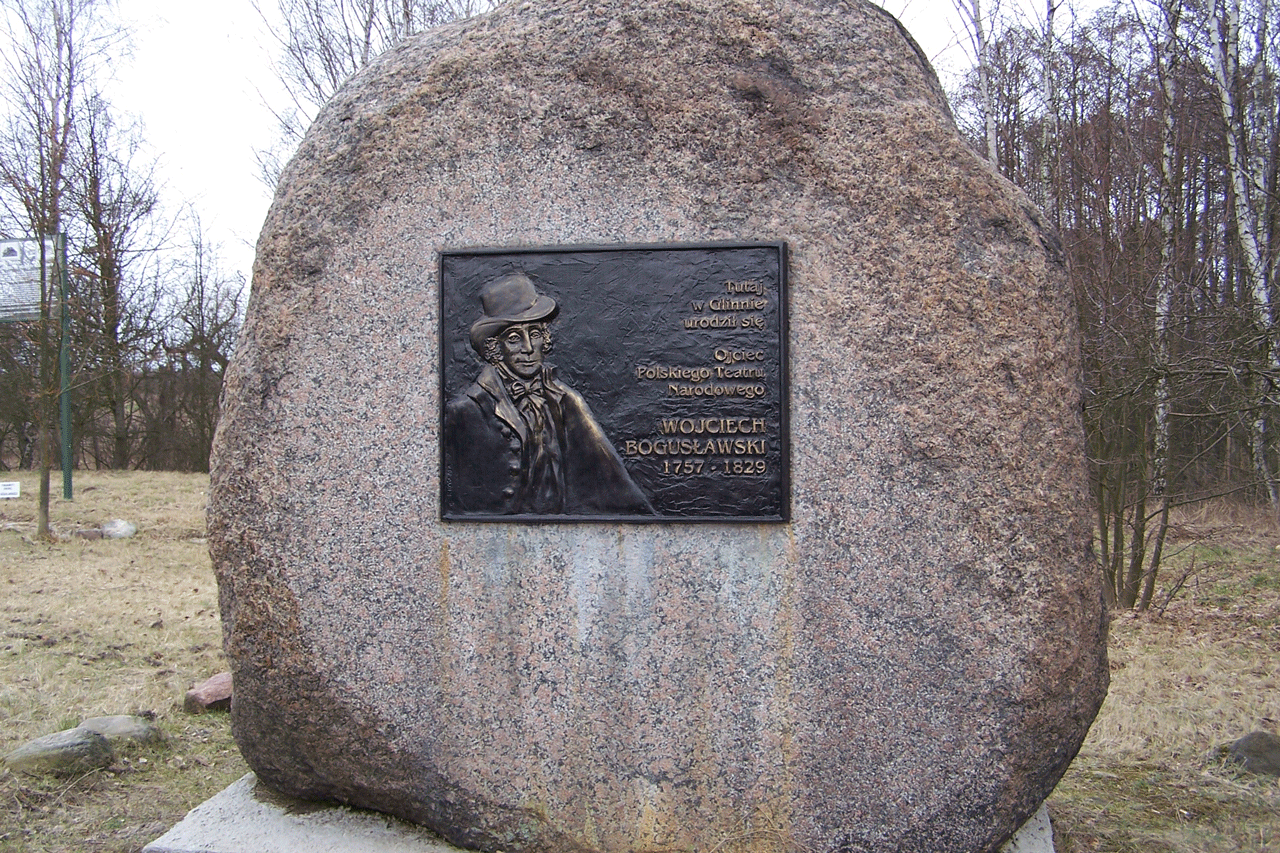 Tutaj
w Glinnie
urodził się
Ojciec
Polskiego Teatru
Narodowego
WOJCIECH
BOGUSŁAWSKI
1757 - 1829